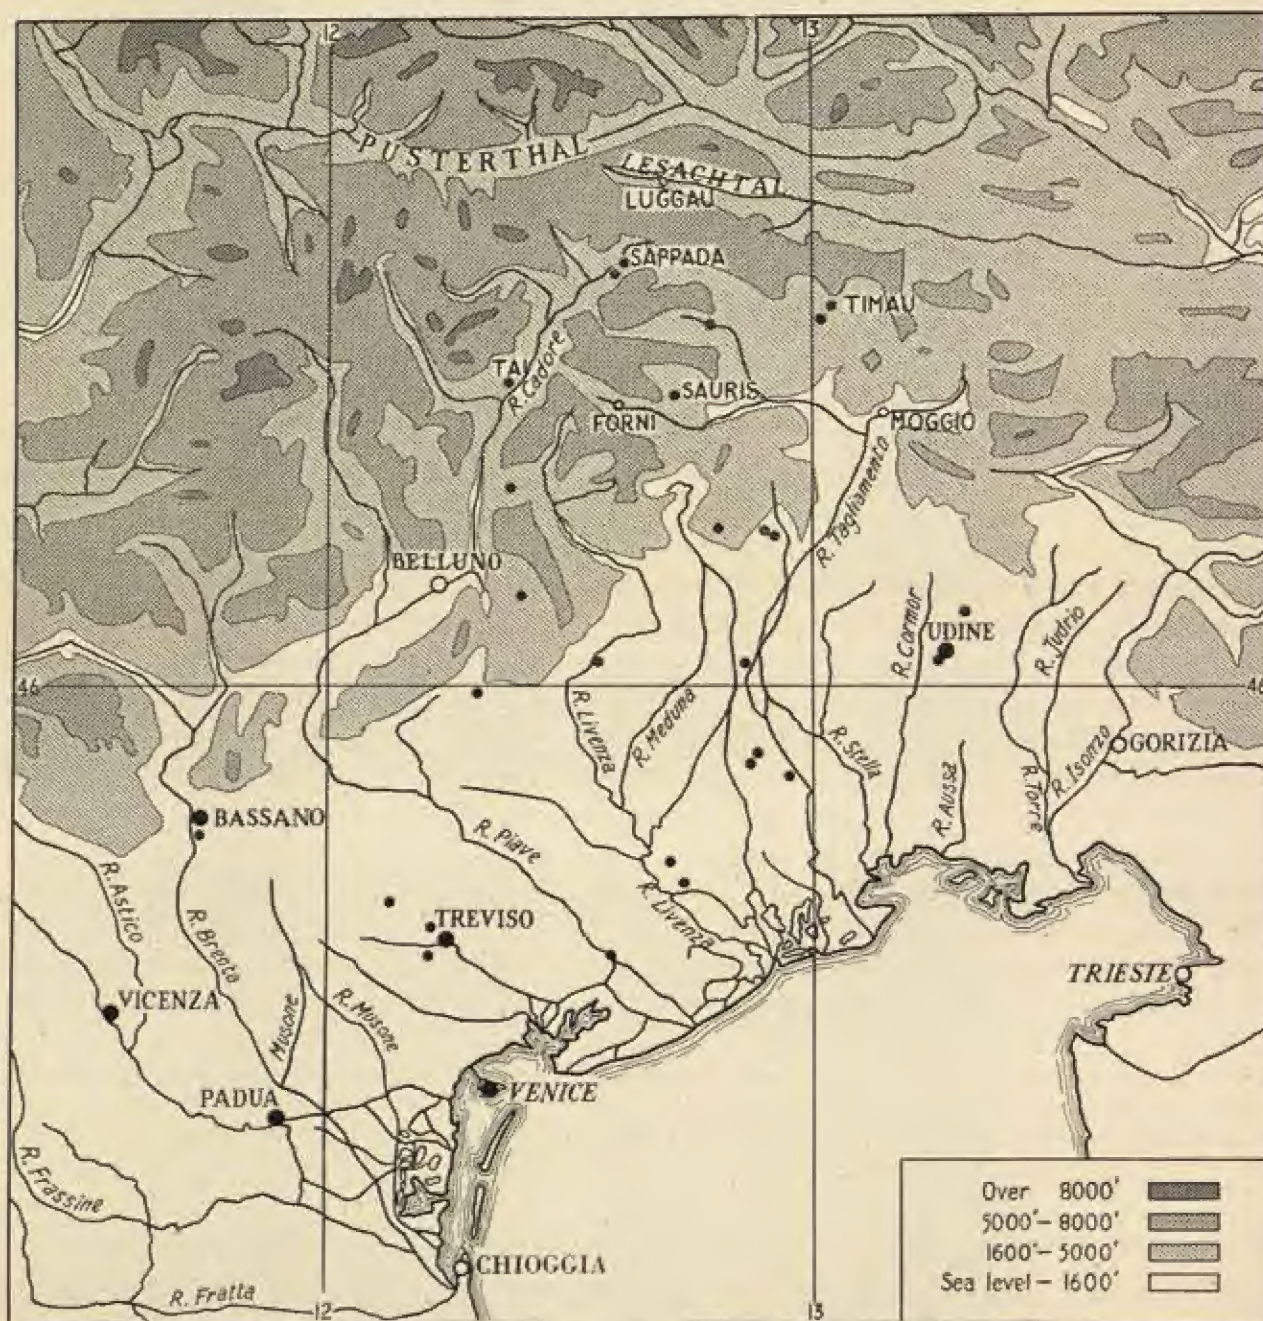 12
13
PUSTERTHAL
LESACHTAL
LUGGAU
SAPPADA
TIMAU
TAI
R. Cadore
SAURIS
FORNI
MOGGIO
R. Tagliamento
BELLUNO
R. Cormor
UDINE
R. Judrio
46
46
R. Livenza
R. Meduna
R. Stella
GORIZIA
R. Isonzo
R. Torre
R. Aussa
BASSANO
R. Piave
R. Astico
R. Brenta
R. Livenza
TREVISO
TRIESTE
VICENZA
Musone
R. Musone
PADUA
VENICE
R. Frassine
Over 8000'
5000'–8000'
1600'–5000'
Sea level – 1600'
CHIOGGIA
R. Fratta
12
13